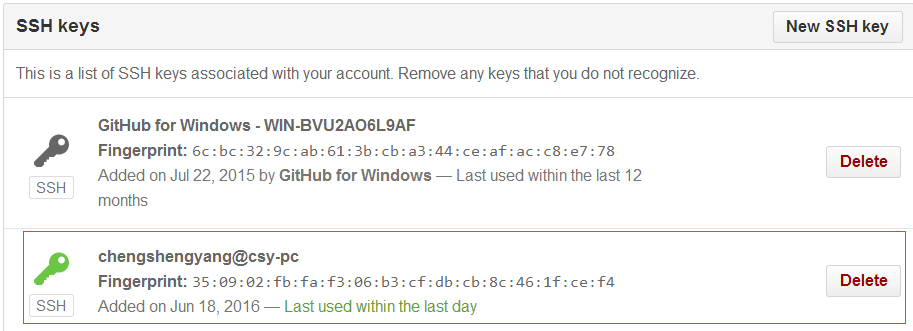 SSH keys
New SSH key
This is a list of SSH keys associated with your account. Remove any keys that you do not recognize.
GitHub for Windows - WIN-BVU2AO6L9AF
Fingerprint: 6c:bc:32:9c:ab:61:3b:cb:a3:44:ce:af:ac:c8:e7:78
Added on Jul 22, 2015 by GitHub for Windows — Last used within the last 12
months
SSH
Delete
chengshengyang@csy-pc
Fingerprint: 35:09:02:fb:fa:f3:06:b3:cf:db:cb:8c:46:1f:ce:f4
Added on Jun 18, 2016 — Last used within the last day
SSH
Delete